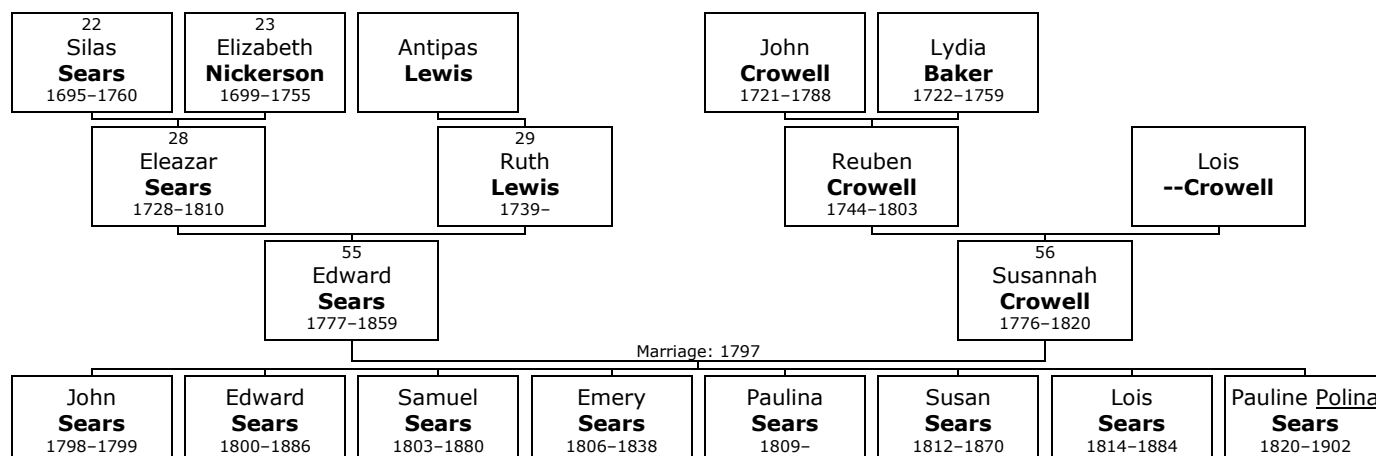 22
Silas
Sears
1695–1760
23
Elizabeth
Nickerson
1699–1755
Antipas
Lewis
John
Crowell
1721–1788
Lydia
Baker
1722–1759
28
Eleazar
Sears
1728–1810
29
Ruth
Lewis
1739–
Reuben
Crowell
1744–1803
Lois
--Crowell
55
Edward
Sears
1777–1859
56
Susannah
Crowell
1776–1820
Marriage: 1797
John
Sears
1798–1799
Edward
Sears
1800–1886
Samuel
Sears
1803–1880
Emery
Sears
1806–1838
Paulina
Sears
1809–
Susan
Sears
1812–1870
Lois
Sears
1814–1884
Pauline Polina
Sears
1820–1902